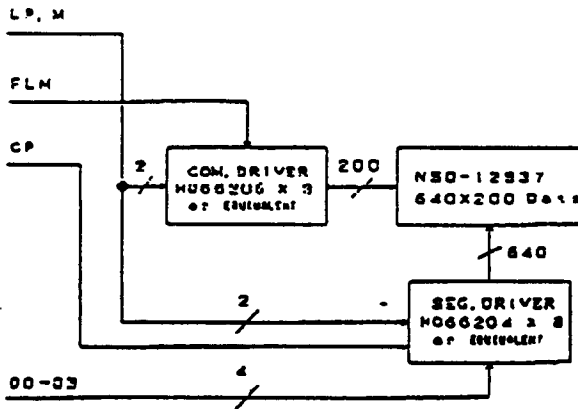 LP, M
FLM
CP
2
COM. DRIVER
HD66205 X 3
or EQUIVALENT
200
640X200 Dots
640
2
SEG. DRIVER
HD66204 x 8
or EQUIVALENT
4
D0-D3